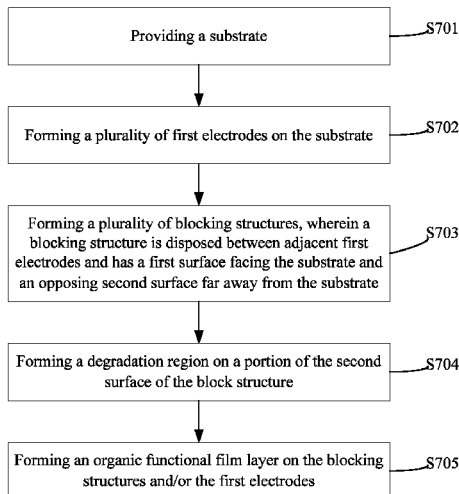 Providing a substrate
S701
Forming a plurality of first electrodes on the substrate
S702
Forming a plurality of blocking structures, wherein a
blocking structure is disposed between adjacent first
electrodes and has a first surface facing the substrate and
an opposing second surface far away from the substrate
S703
Forming a degradation region on a portion of the second
surface of the block structure
S704
Forming an organic functional film layer on the blocking
structures and/or the first electrodes
S705